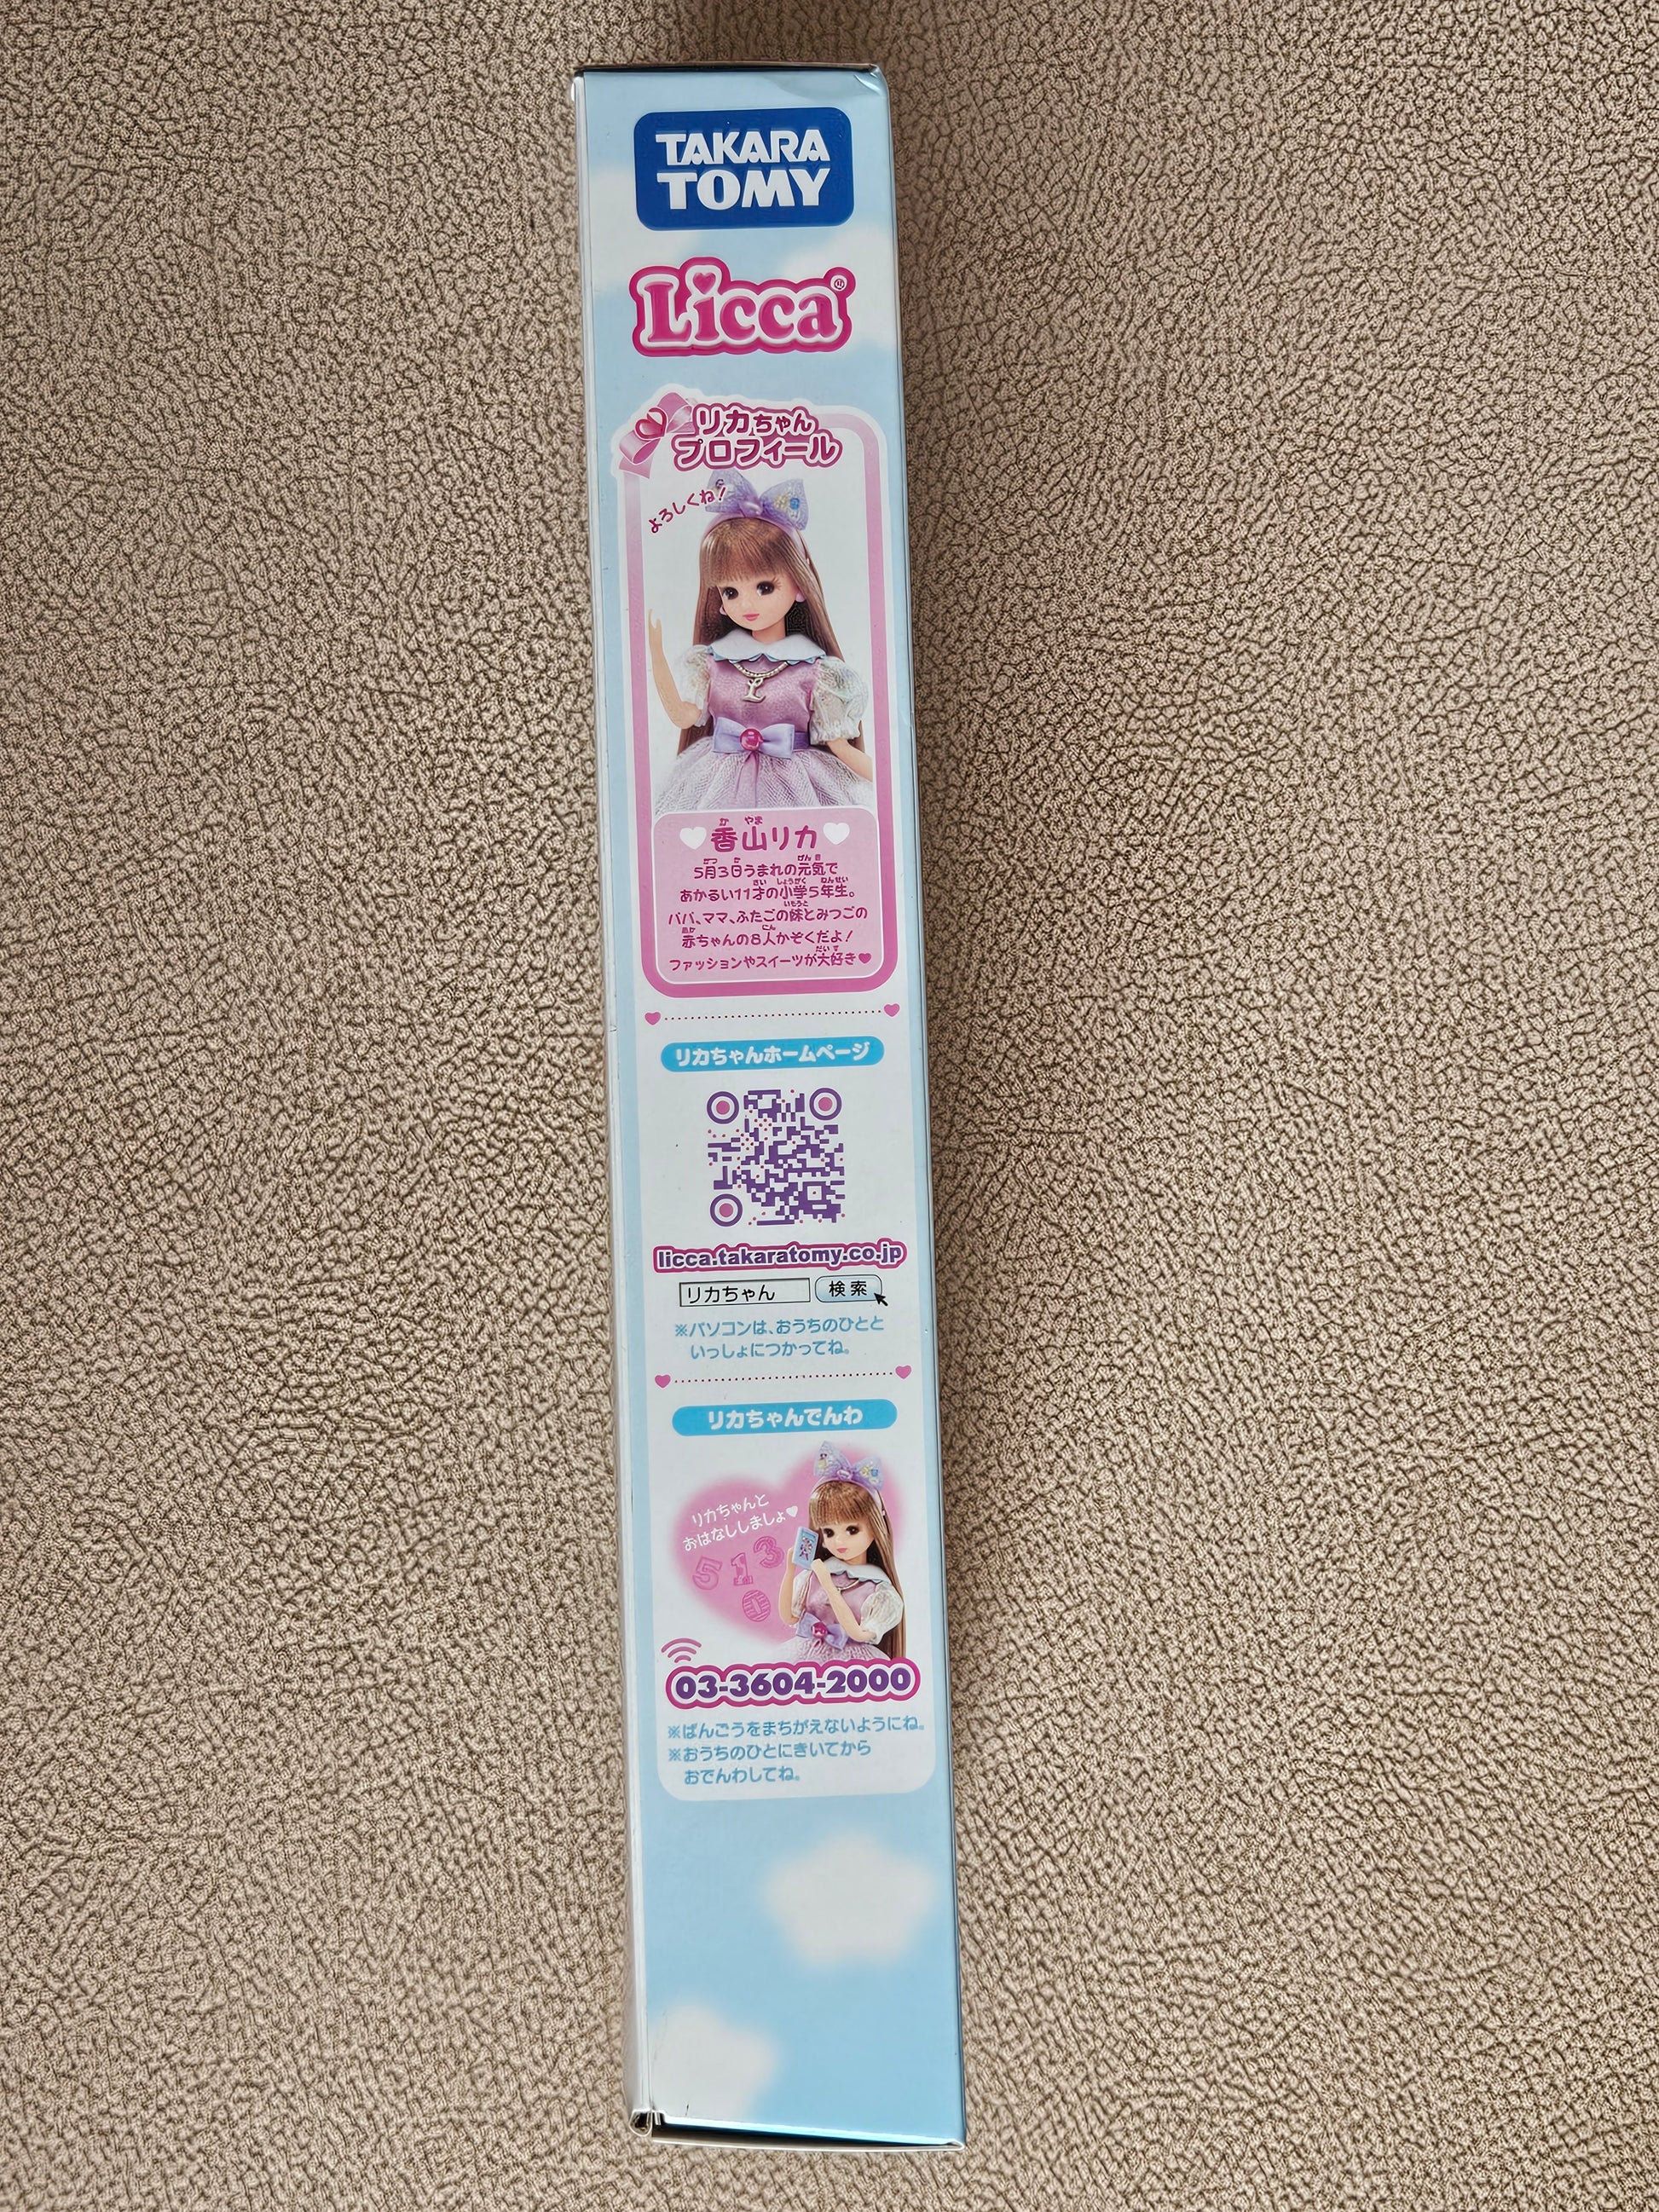 TAKARA
TOMY
Licca®
リカちゃん
プロフィール
よろしくね!
香山リカ
5月3日うまれの元気で
あかるい11才の小学5年生。
パパ、ママ、ふたごの妹とみつごの
赤ちゃんの8人かぞくだよ!
ファッションやスイーツが大好き♥
リカちゃんホームページ
licca.takaratomy.co.jp
リカちゃん 検索
※パソコンは、おうちのひとと
いっしょにつかってね。
リカちゃんでんわ
リカちゃんと
おはなししましょ♥
5 1 3
0
03-3604-2000
※ばんごうをまちがえないようにね。
※おうちのひとにきいてから
おでんわしてね。